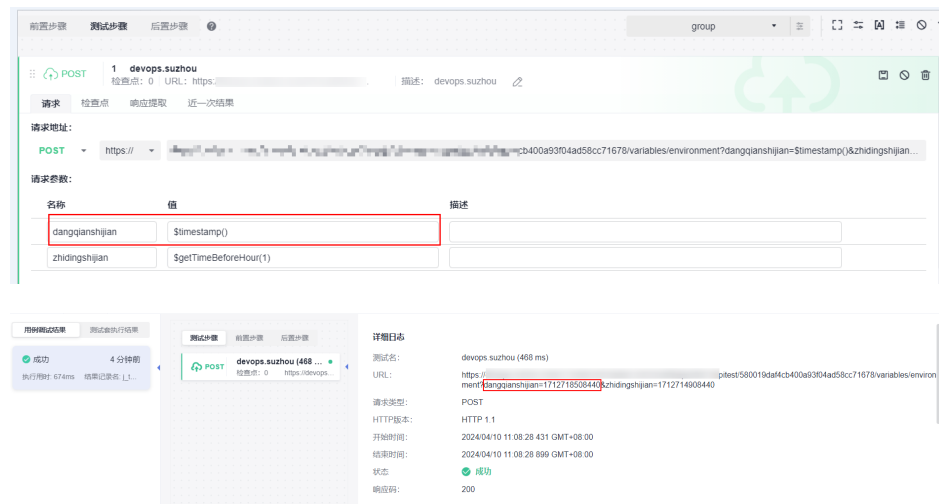 前置步骤 测试步骤 后置步骤 group
POST 1 devops.suzhou
检查点: 0 URL: https: 描述: devops.suzhou
请求 检查点 响应提取 近一次结果
请求地址:
POST https:// cb400a93f04ad58cc71678/variables/environment?dangqianshijian=$timestamp()&zhidingshijian...
请求参数:
名称 值 描述
dangqianshijian $timestamp()
zhidingshijian $getTimeBeforeHour(1)
用例调试结果 测试套执行结果
成功 4 分钟前
执行用时: 674ms 结果记录名: j_t...
测试步骤 前置步骤 后置步骤
POST devops.suzhou (468 ...
检查点: 0 https://devops...
详细日志
测试名: devops.suzhou (468 ms)
URL: https:// pitest/580019daf4cb400a93f04ad58cc71678/variables/environ
ment?dangqianshijian=1712718508440&zhidingshijian=1712714908440
请求类型: POST
HTTP版本: HTTP 1.1
开始时间: 2024/04/10 11:08:28 431 GMT+08:00
结束时间: 2024/04/10 11:08:28 899 GMT+08:00
状态 成功
响应码: 200